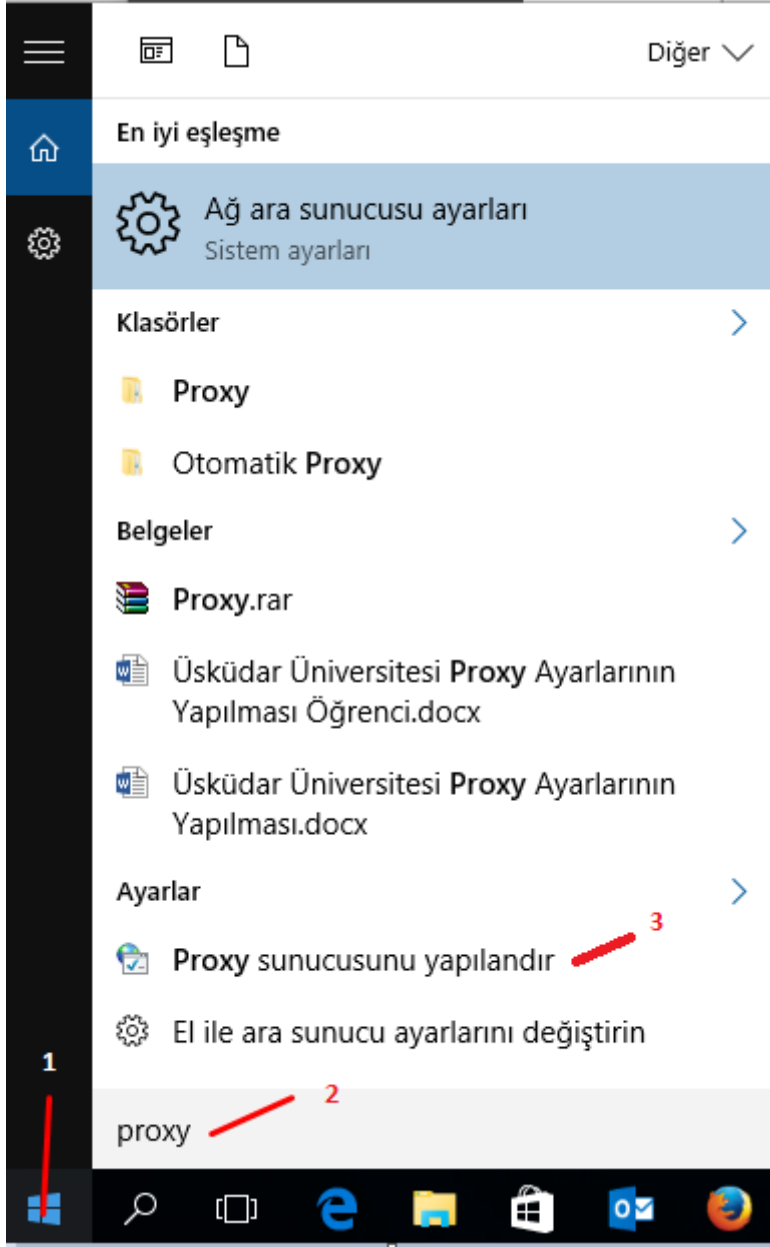 Diğer
En iyi eşleşme
Ağ ara sunucusu ayarları
Sistem ayarları
Klasörler
Proxy
Otomatik Proxy
Belgeler
Proxy.rar
Üsküdar Üniversitesi Proxy Ayarlarının
Yapılması Öğrenci.docx
Üsküdar Üniversitesi Proxy Ayarlarının
Yapılması.docx
Ayarlar
3
Proxy sunucusunu yapılandır
El ile ara sunucu ayarlarını değiştirin
1
2
proxy